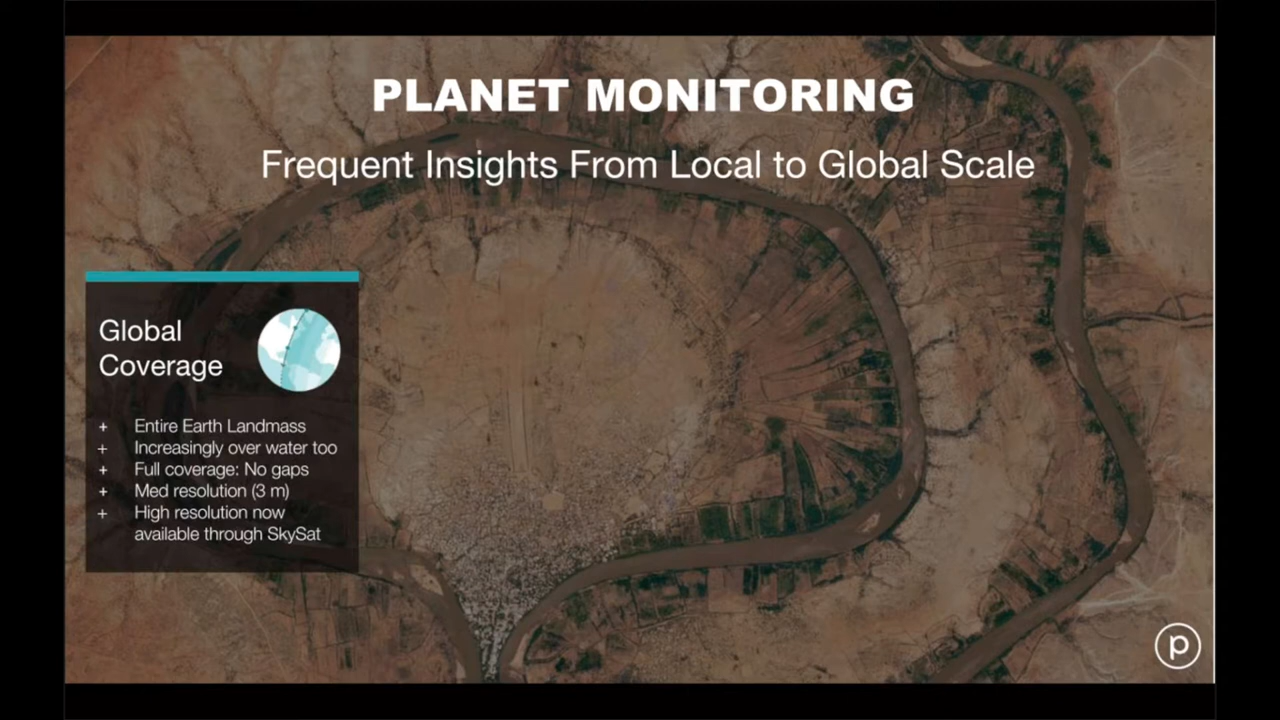 PLANET MONITORING
Frequent Insights From Local to Global Scale
Global
Coverage
+ Entire Earth Landmass
+ Increasingly over water too
+ Full coverage: No gaps
+ Med resolution (3 m)
+ High resolution now
available through SkySat
p